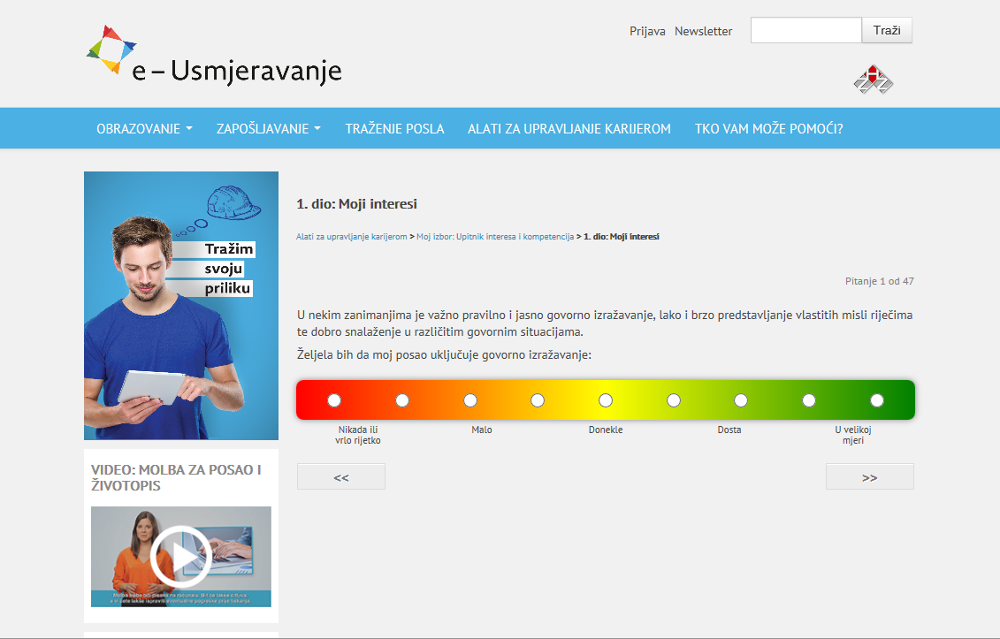 Prijava Newsletter Traži
e – Usmjeravanje
OBRAZOVANJE ZAPOŠLJAVANJE TRAŽENJE POSLA ALATI ZA UPRAVLJANJE KARIJEROM TKO VAM MOŽE POMOĆI?
Tražim
svoju
priliku
VIDEO: MOLBA ZA POSAO I
ŽIVOTOPIS
1. dio: Moji interesi
Alati za upravljanje karijerom > Moj izbor: Upitnik interesa i kompetencija > 1. dio: Moji interesi
Pitanje 1 od 47
U nekim zanimanjima je važno pravilno i jasno govorno izražavanje, lako i brzo predstavljanje vlastitih misli riječima
te dobro snalaženje u različitim govornim situacijama.
Željela bih da moj posao uključuje govorno izražavanje:
Nikada ili
vrlo rijetko
Malo
Donekle
Dosta
U velikoj
mjeri
<< >>